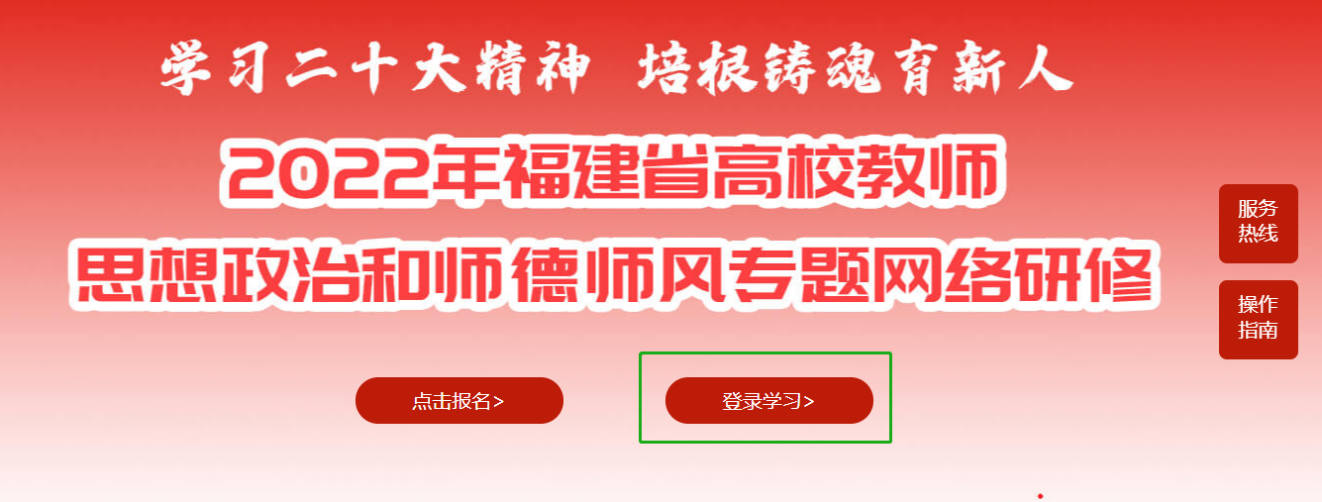 学习二十大精神 培根铸魂育新人
2022年福建省高校教师
思想政治和师德师风专题网络研修
服务
热线
操作
指南
点击报名>
登录学习>